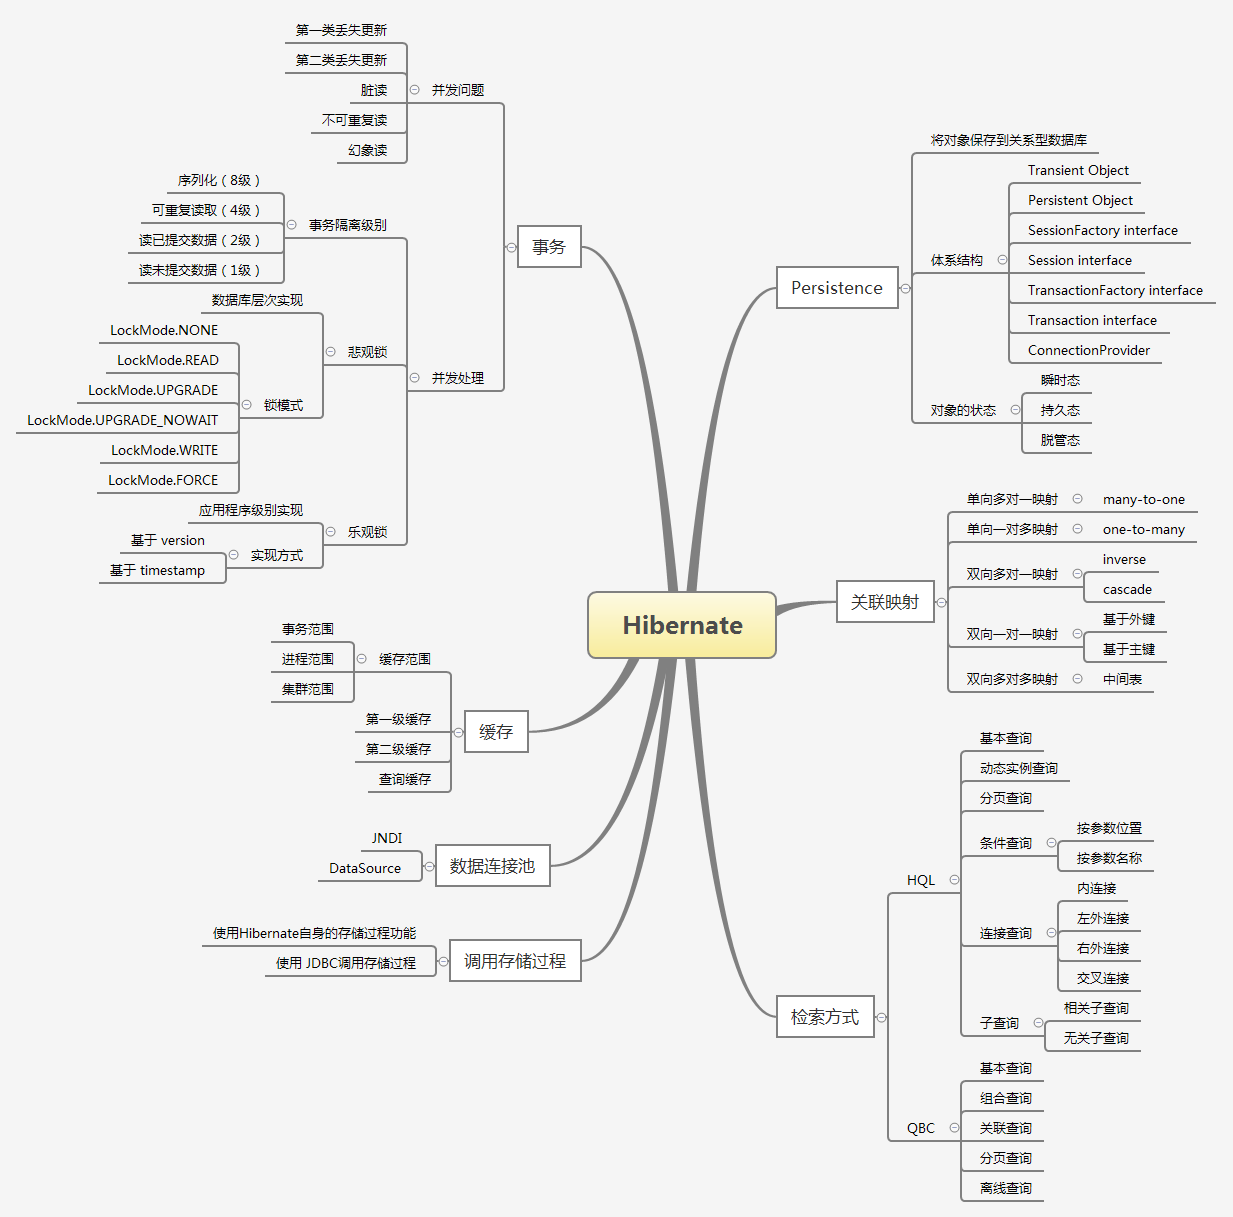 Hibernate
Persistence
将对象保存到关系型数据库
体系结构
Transient Object
Persistent Object
SessionFactory interface
Session interface
TransactionFactory interface
Transaction interface
ConnectionProvider
对象的状态
瞬时态
持久态
脱管态
关联映射
单向多对一映射
many-to-one
单向一对多映射
one-to-many
双向多对一映射
inverse
cascade
双向一对一映射
基于外键
基于主键
双向多对多映射
中间表
检索方式
HQL
基本查询
动态实例查询
分页查询
条件查询
按参数位置
按参数名称
连接查询
内连接
左外连接
右外连接
交叉连接
子查询
相关子查询
无关子查询
QBC
基本查询
组合查询
关联查询
分页查询
离线查询
事务
并发问题
第一类丢失更新
第二类丢失更新
脏读
不可重复读
幻象读
并发处理
事务隔离级别
序列化（8级）
可重复读取（4级）
读已提交数据（2级）
读未提交数据（1级）
悲观锁
数据库层次实现
锁模式
LockMode.NONE
LockMode.READ
LockMode.UPGRADE
LockMode.UPGRADE_NOWAIT
LockMode.WRITE
LockMode.FORCE
乐观锁
应用程序级别实现
实现方式
基于 version
基于 timestamp
缓存
缓存范围
事务范围
进程范围
集群范围
第一级缓存
第二级缓存
查询缓存
数据连接池
JNDI
DataSource
调用存储过程
使用Hibernate自身的存储过程功能
使用 JDBC调用存储过程